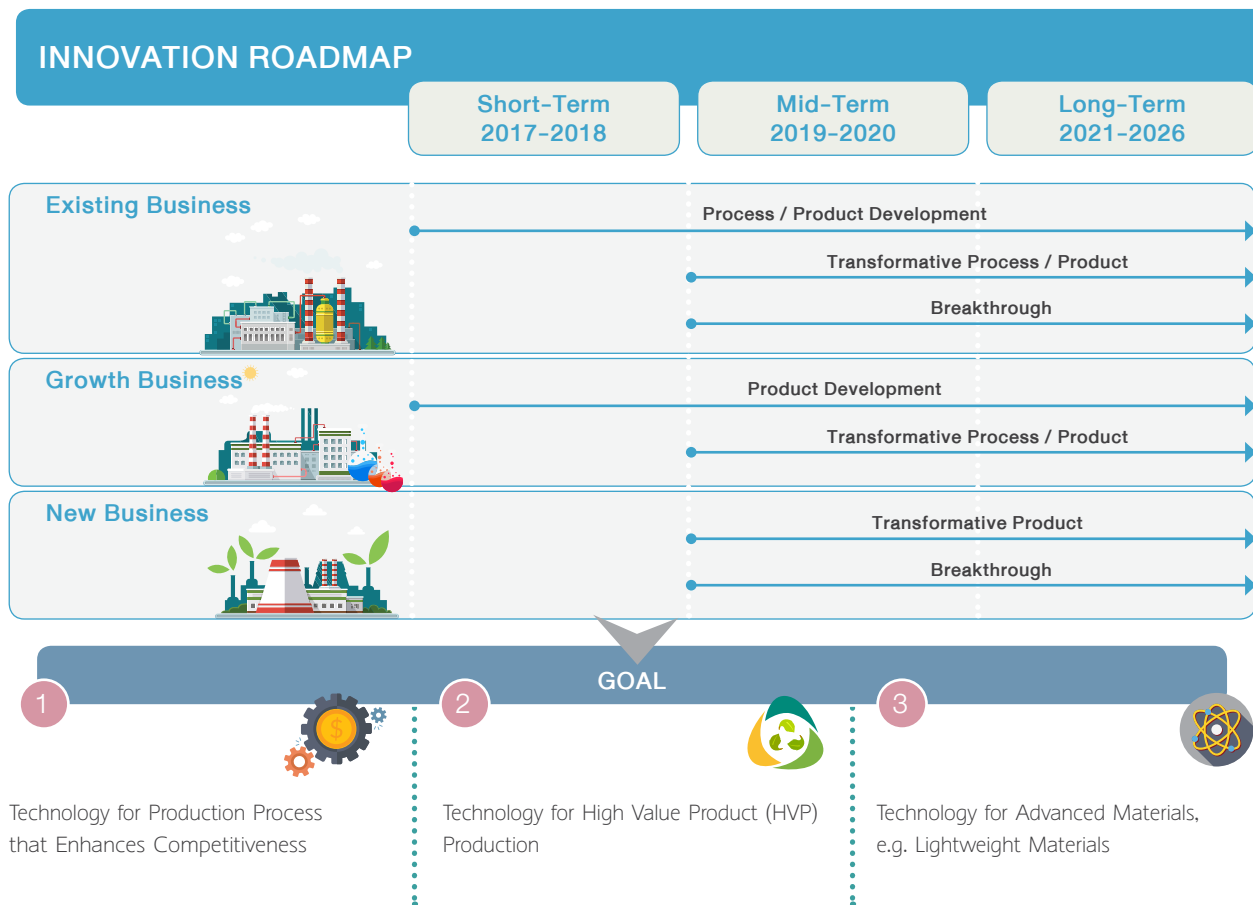 INNOVATION ROADMAP
Short-Term
2017-2018
Mid-Term
2019-2020
Long-Term
2021-2026
Existing Business
Process / Product Development
Transformative Process / Product
Breakthrough
Growth Business
Product Development
Transformative Process / Product
New Business
Transformative Product
Breakthrough
GOAL
1
$
Technology for Production Process
that Enhances Competitiveness
2
Technology for High Value Product (HVP)
Production
3
Technology for Advanced Materials,
e.g. Lightweight Materials